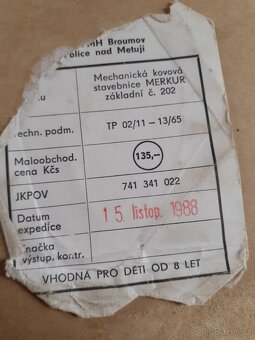 MH Broumov
Police nad Metují
Mechanická kovová
stavebnice MERKUR
základní č. 202
echn. podm.
TP 02/11 – 13/65
Maloobchod.
cena Kčs
135,–
JKPOV
741 341 022
Datum
expedice
15 listop. 1988
Značka
výstup. kontr.
VHODNÁ PRO DĚTI OD 8 LET